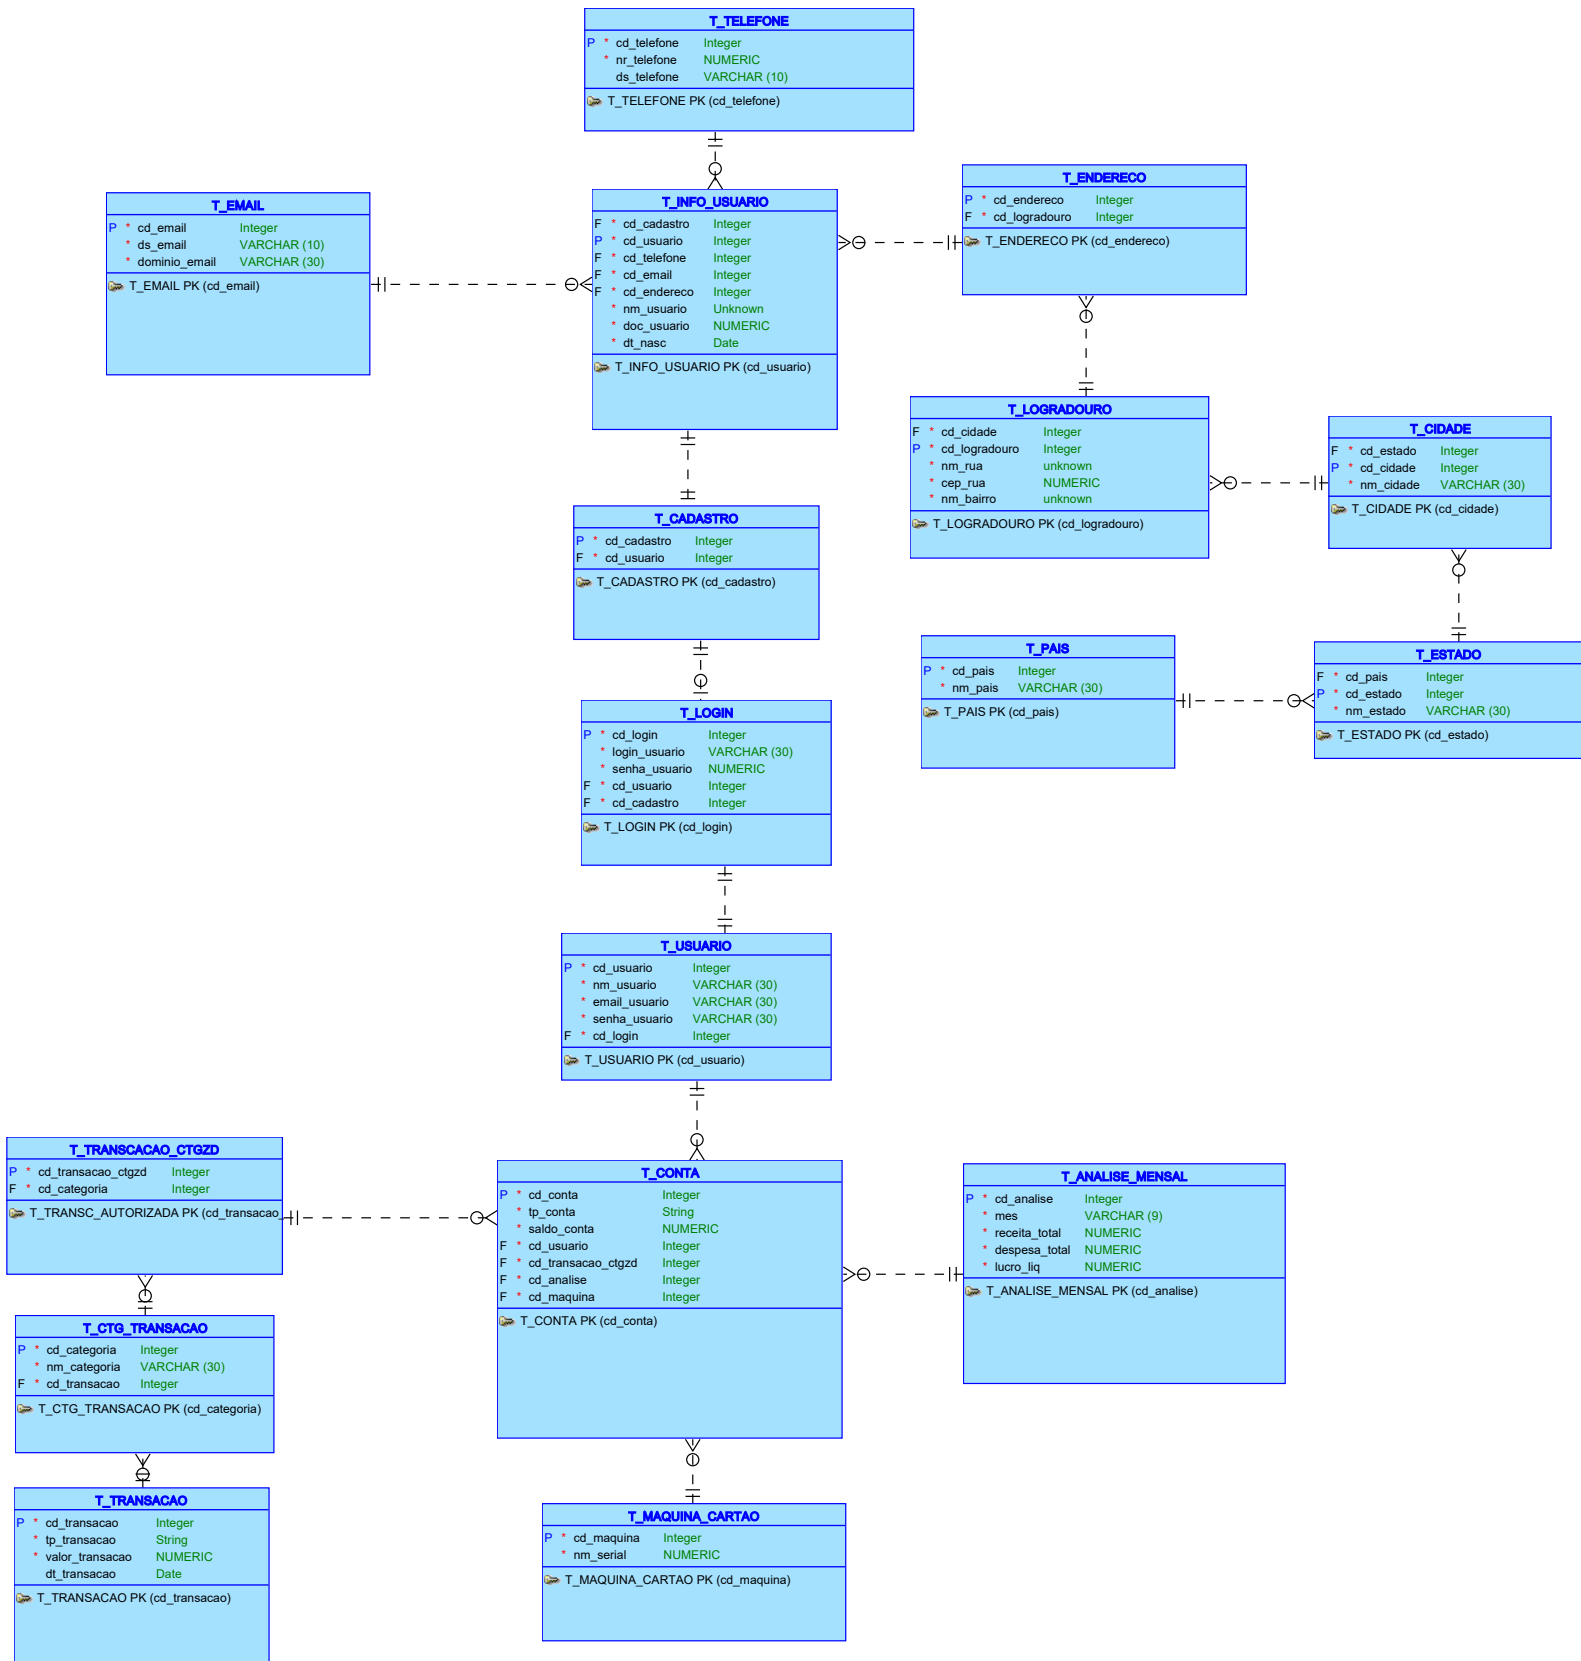 T_TELEFONE
P * cd_telefone Integer
* nr_telefone NUMERIC
ds_telefone VARCHAR (10)
T_TELEFONE PK (cd_telefone)
T_EMAIL
P * cd_email Integer
* ds_email VARCHAR (10)
* dominio_email VARCHAR (30)
T_EMAIL PK (cd_email)
T_INFO_USUARIO
F * cd_cadastro Integer
P * cd_usuario Integer
F * cd_telefone Integer
F * cd_email Integer
F * cd_endereco Integer
* nm_usuario Unknown
* doc_usuario NUMERIC
* dt_nasc Date
T_INFO_USUARIO PK (cd_usuario)
T_ENDERECO
P * cd_endereco Integer
F * cd_logradouro Integer
T_ENDERECO PK (cd_endereco)
T_LOGRADOURO
F * cd_cidade Integer
P * cd_logradouro Integer
* nm_rua unknown
* cep_rua NUMERIC
* nm_bairro unknown
T_LOGRADOURO PK (cd_logradouro)
T_CIDADE
F * cd_estado Integer
P * cd_cidade Integer
* nm_cidade VARCHAR (30)
T_CIDADE PK (cd_cidade)
T_CADASTRO
P * cd_cadastro Integer
F * cd_usuario Integer
T_CADASTRO PK (cd_cadastro)
T_PAIS
P * cd_pais Integer
* nm_pais VARCHAR (30)
T_PAIS PK (cd_pais)
T_ESTADO
F * cd_pais Integer
P * cd_estado Integer
* nm_estado VARCHAR (30)
T_ESTADO PK (cd_estado)
T_LOGIN
P * cd_login Integer
* login_usuario VARCHAR (30)
* senha_usuario NUMERIC
F * cd_usuario Integer
F * cd_cadastro Integer
T_LOGIN PK (cd_login)
T_USUARIO
P * cd_usuario Integer
* nm_usuario VARCHAR (30)
* email_usuario VARCHAR (30)
* senha_usuario VARCHAR (30)
F * cd_login Integer
T_USUARIO PK (cd_usuario)
T_TRANSCACAO_CTGZD
P * cd_transacao_ctgzd Integer
F * cd_categoria Integer
T_TRANSC_AUTORIZADA PK (cd_transacao_
T_CONTA
P * cd_conta Integer
* tp_conta String
* saldo_conta NUMERIC
F * cd_usuario Integer
F * cd_transacao_ctgzd Integer
F * cd_analise Integer
F * cd_maquina Integer
T_CONTA PK (cd_conta)
T_ANALISE_MENSAL
P * cd_analise Integer
* mes VARCHAR (9)
* receita_total NUMERIC
* despesa_total NUMERIC
* lucro_liq NUMERIC
T_ANALISE_MENSAL PK (cd_analise)
T_CTG_TRANSACAO
P * cd_categoria Integer
* nm_categoria VARCHAR (30)
F * cd_transacao Integer
T_CTG_TRANSACAO PK (cd_categoria)
T_TRANSACAO
P * cd_transacao Integer
* tp_transacao String
* valor_transacao NUMERIC
dt_transacao Date
T_TRANSACAO PK (cd_transacao)
T_MAQUINA_CARTAO
P * cd_maquina Integer
* nm_serial NUMERIC
T_MAQUINA_CARTAO PK (cd_maquina)